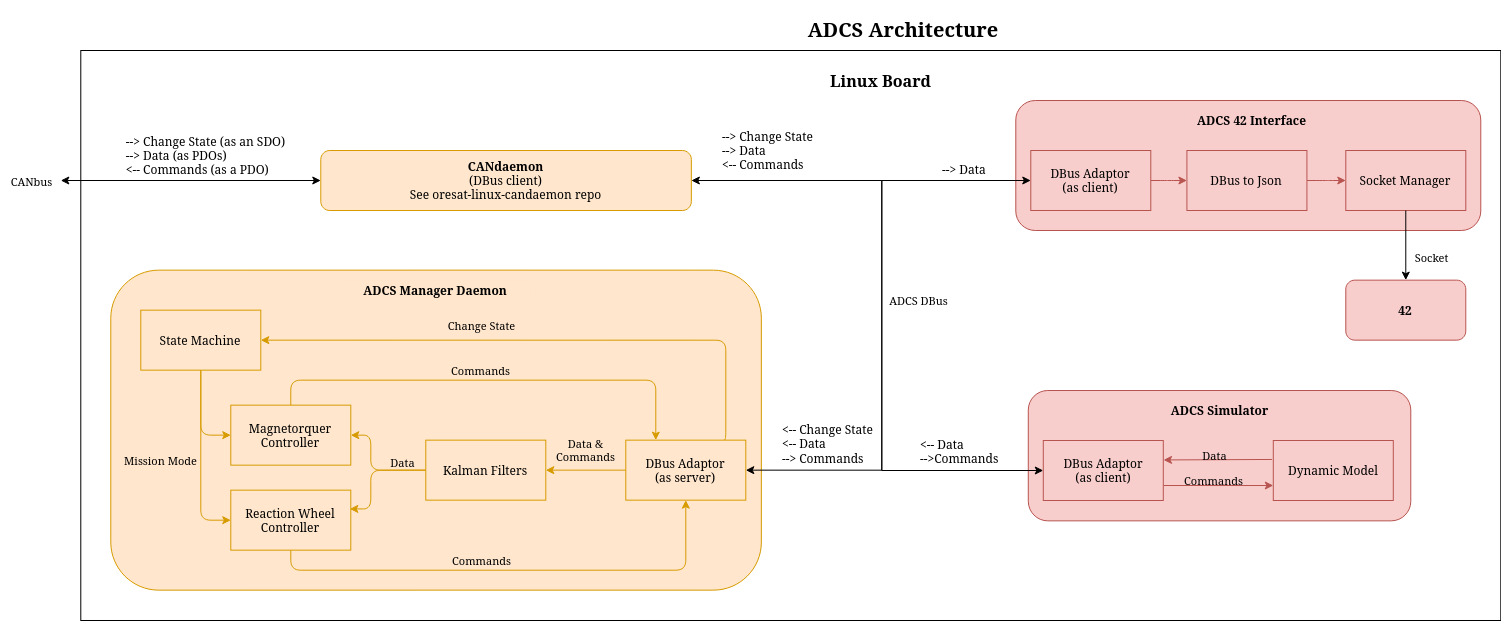 ADCS Architecture
Linux Board
--> Change State (as an SDO)
--> Data (as PDOs)
<-- Commands (as a PDO)
CANbus
CANdaemon
(DBus client)
See oresat-linux-candaemon repo
--> Change State
--> Data
<-- Commands
--> Data
ADCS 42 Interface
DBus Adaptor
(as client)
DBus to Json
Socket Manager
Socket
42
ADCS DBus
ADCS Manager Daemon
State Machine
Change State
Commands
Magnetorquer
Controller
Mission Mode
Data
Kalman Filters
Data &
Commands
DBus Adaptor
(as server)
Reaction Wheel
Controller
Commands
<-- Change State
<-- Data
--> Commands
<-- Data
-->Commands
ADCS Simulator
DBus Adaptor
(as client)
Data
Commands
Dynamic Model